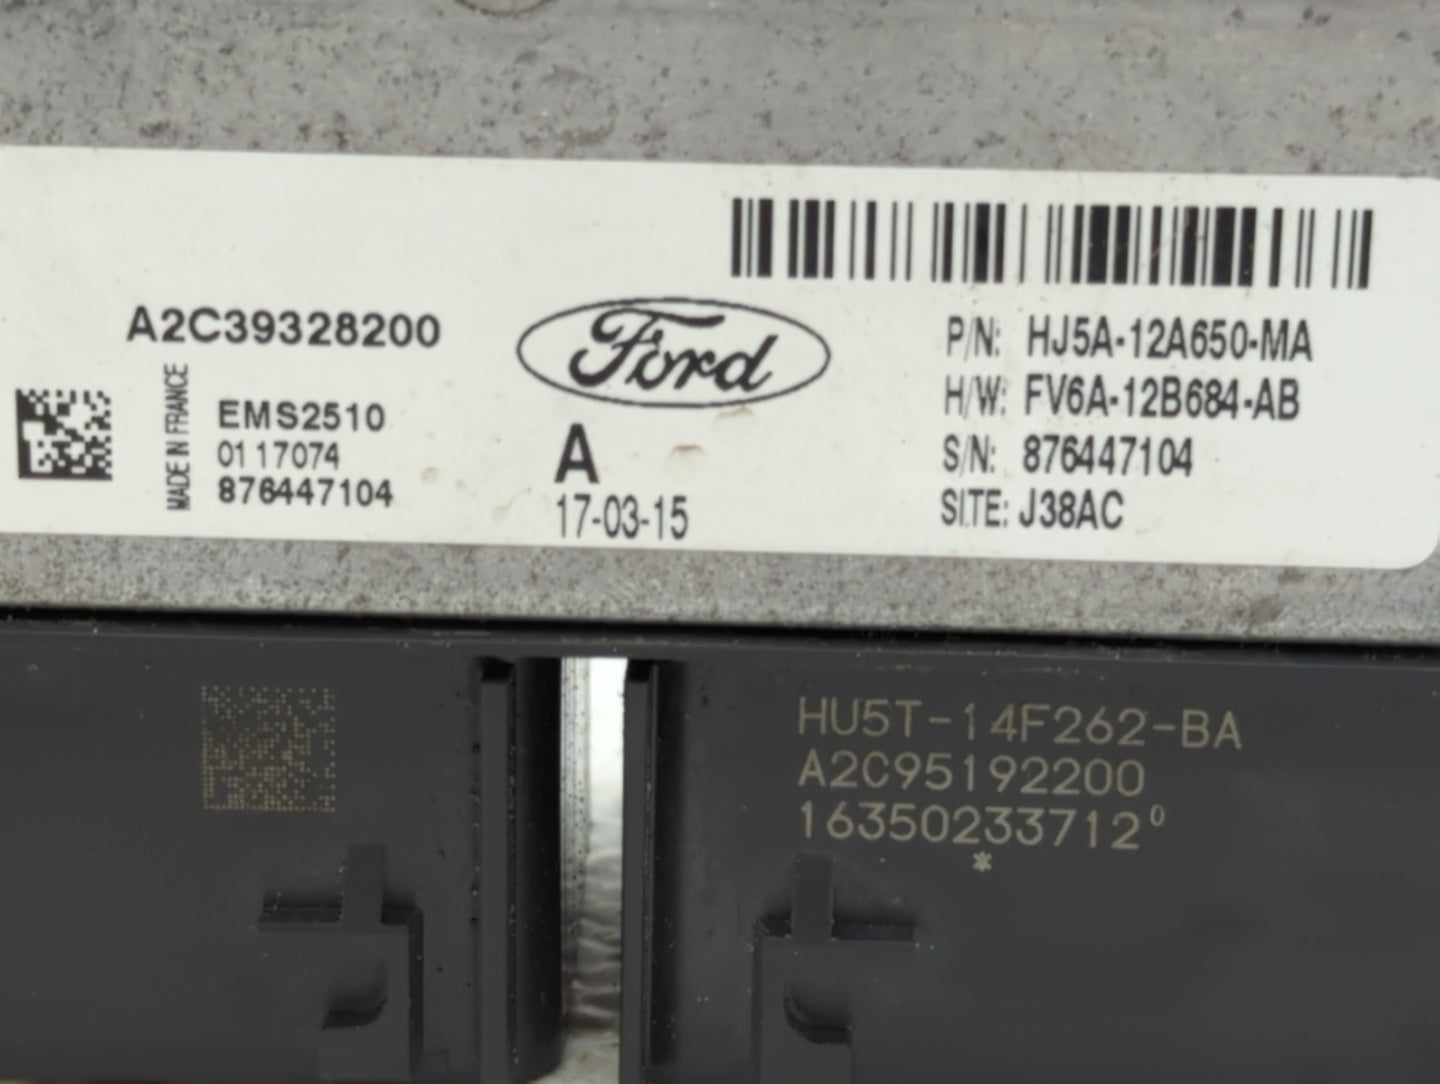 A2C39328200
MADE IN FRANCE
EMS2510
01 17074
876447104
Ford
A
17-03-15
P/N: HJ5A-12A650-MA
H/W: FV6A-12B684-AB
S/N: 876447104
SITE: J38AC
HU5T-14F262-BA
A2C95192200
16350233712⁰
*